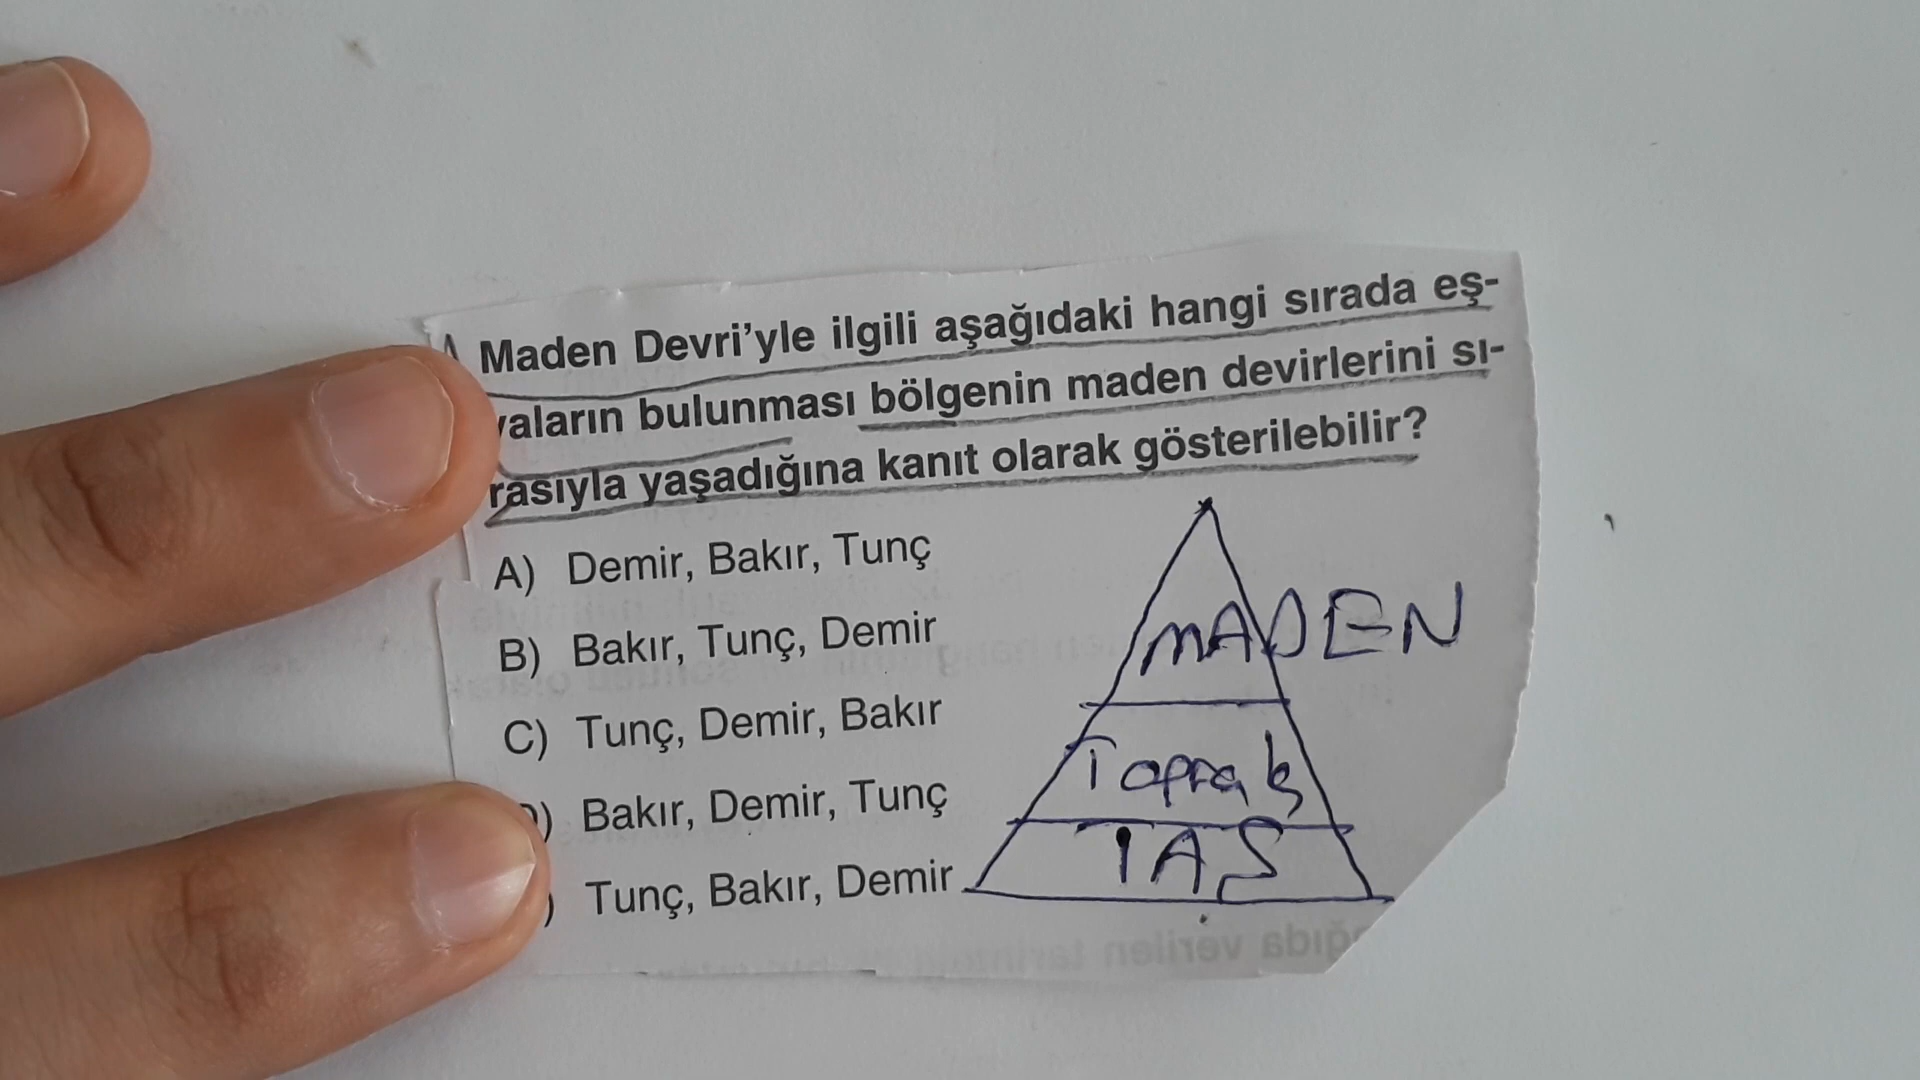 Maden Devri'yle ilgili aşağıdaki hangi sırada eş-
yaların bulunması bölgenin maden devirlerini sı-
rasıyla yaşadığına kanıt olarak gösterilebilir?
A) Demir, Bakır, Tunç
B) Bakır, Tunç, Demir
C) Tunç, Demir, Bakır
D) Bakır, Demir, Tunç
) Tunç, Bakır, Demir
MADEN
Toprak
TAŞ